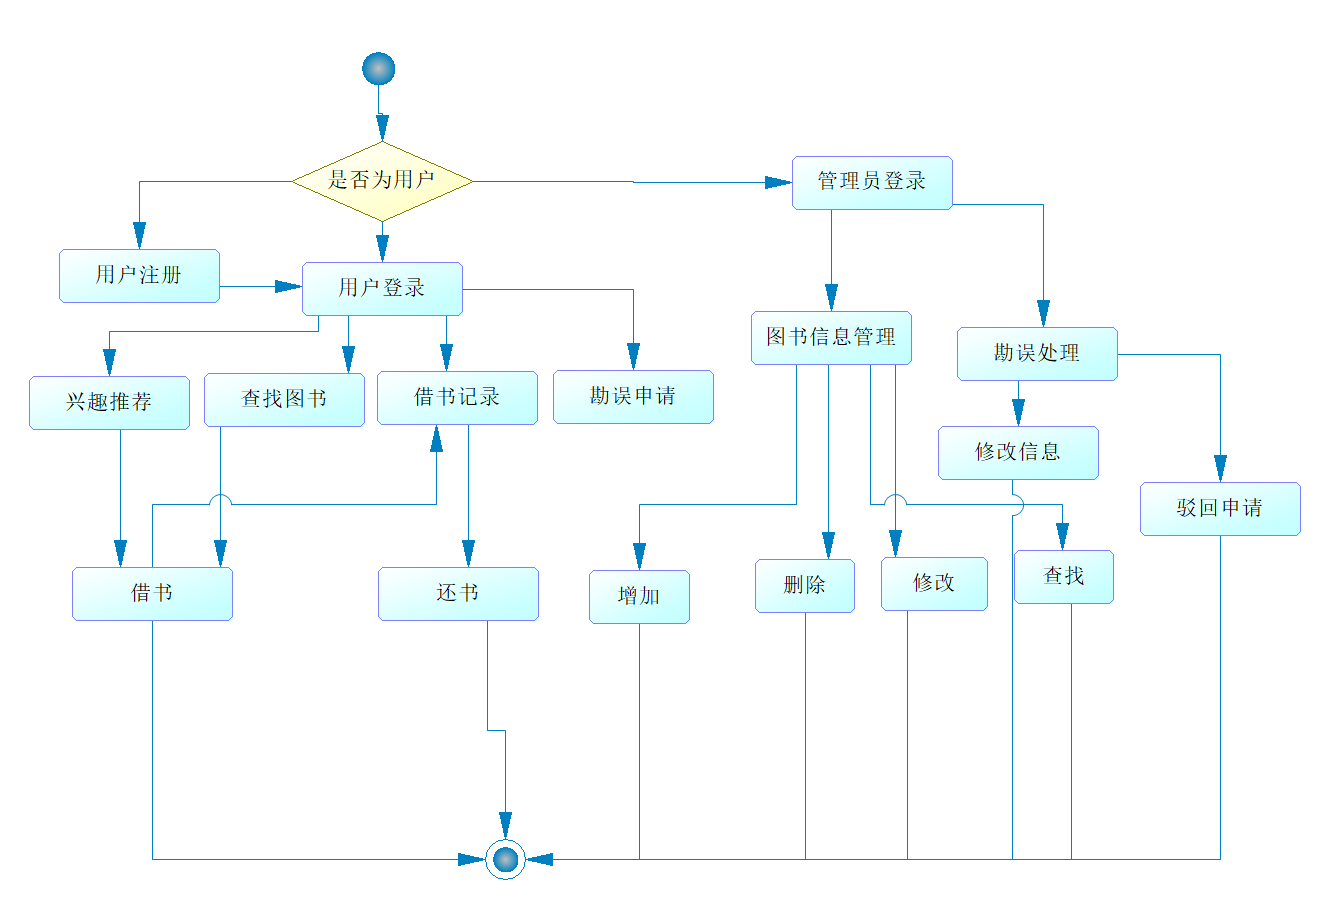 是否为用户
管理员登录
用户注册
用户登录
图书信息管理
勘误处理
兴趣推荐
查找图书
借书记录
勘误申请
修改信息
驳回申请
借书
还书
增加
删除
修改
查找